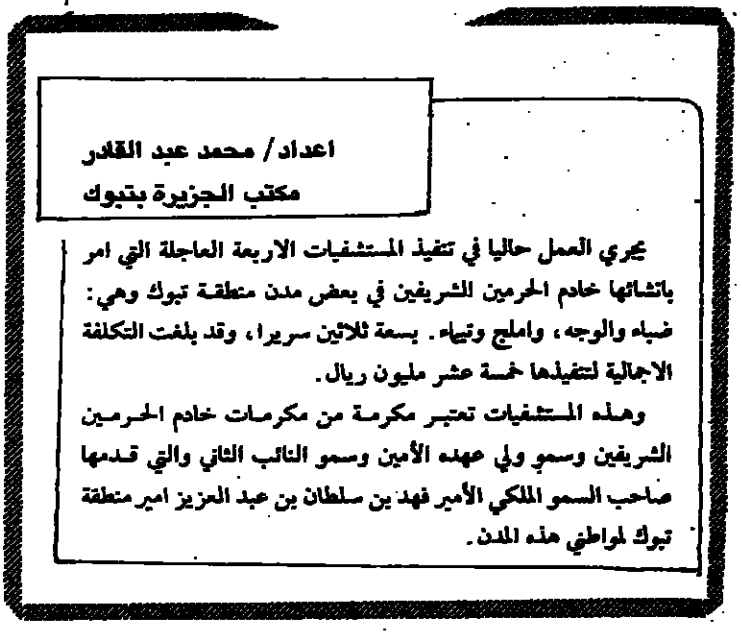 اعداد/ محمد عبد القادر
مكتب الجزيرة بتبوك
يجري العمل حاليا في تنفيذ المستشفيات الاربعة العاجلة التي امر
بانشائها خادم الحرمين الشريفين في بعض مدن منطقة تبوك وهي:
ضباء والوجه، واملج وتيماء. بسعة ثلاثين سريرا، وقد بلغت التكلفة
الاجمالية لتنفيذها خمسة عشر مليون ريال.
وهذه المستشفيات تعتبر مكرمة من مكرمات خادم الحرمين
الشريفين وسمو ولي عهده الأمين وسمو النائب الثاني والتي قدمها
صاحب السمو الملكي الأمير فهد بن سلطان بن عبد العزيز امير منطقة
تبوك لمواطني هذه المدن.